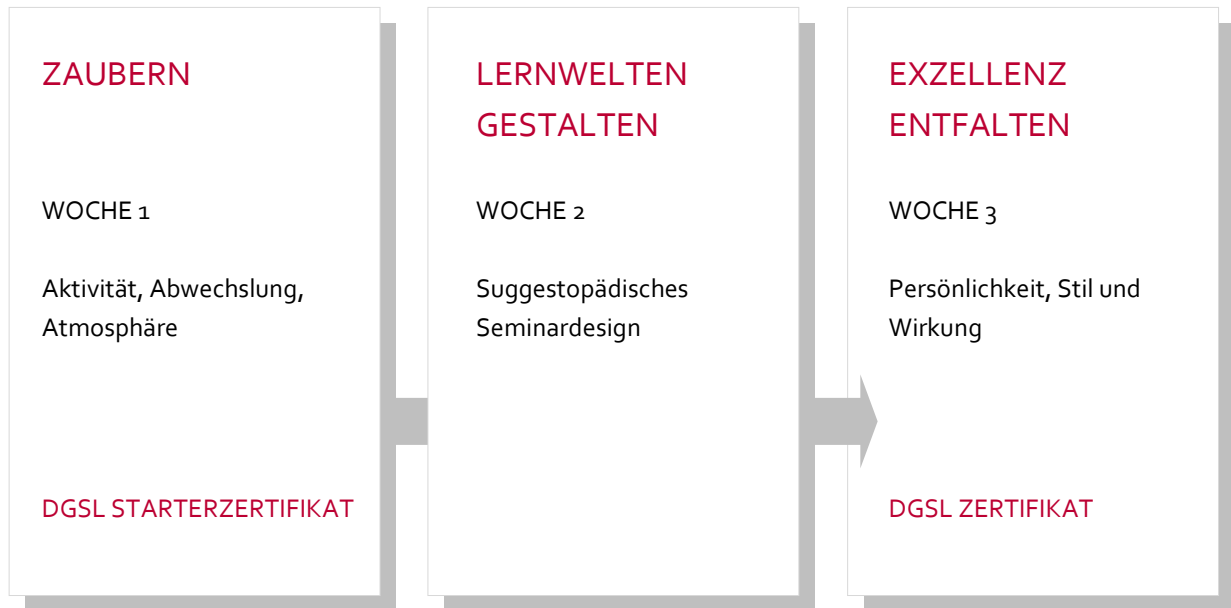 ZAUBERN
WOCHE 1
Aktivität, Abwechslung,
Atmosphäre
DGSL STARTERZERTIFIKAT
LERNWELTEN
GESTALTEN
WOCHE 2
Suggestopädisches
Seminardesign
EXZELLENZ
ENTFALTEN
WOCHE 3
Persönlichkeit, Stil und
Wirkung
DGSL ZERTIFIKAT